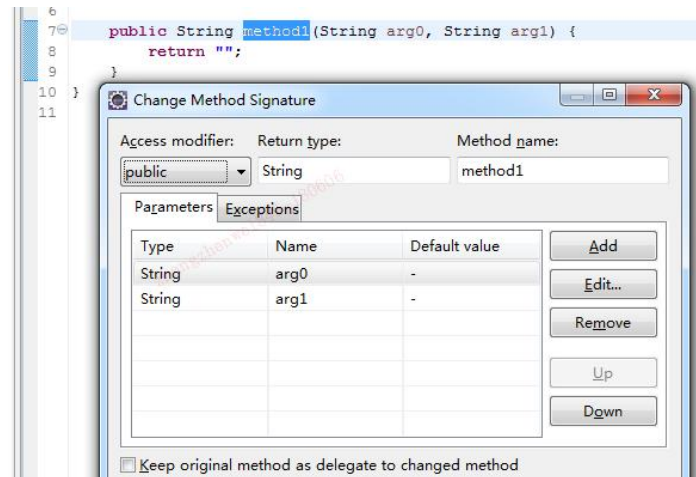 6
7 public String method1(String arg0, String arg1) {
8 return "";
9 }
10 }
11
Change Method Signature
Access modifier: Return type: Method name:
public String method1
Parameters Exceptions
Type Name Default value
String arg0 -
String arg1 -
Add
Edit...
Remove
Up
Down
Keep original method as delegate to changed method